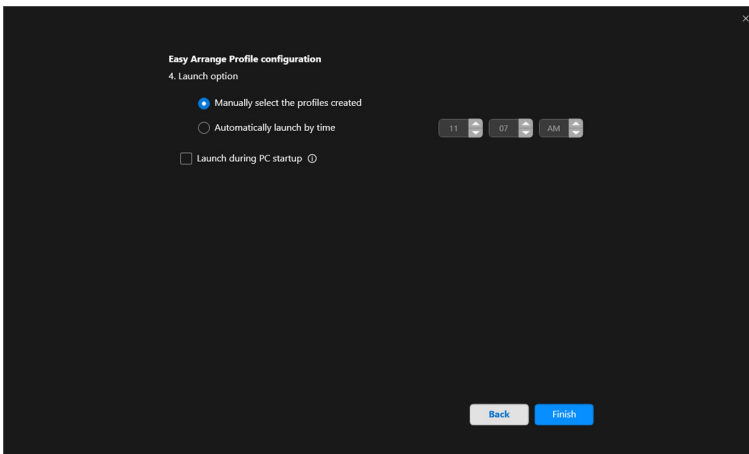 Easy Arrange Profile configuration
4. Launch option
Manually select the profiles created
Automatically launch by time 11 07 AM
Launch during PC startup
Back Finish